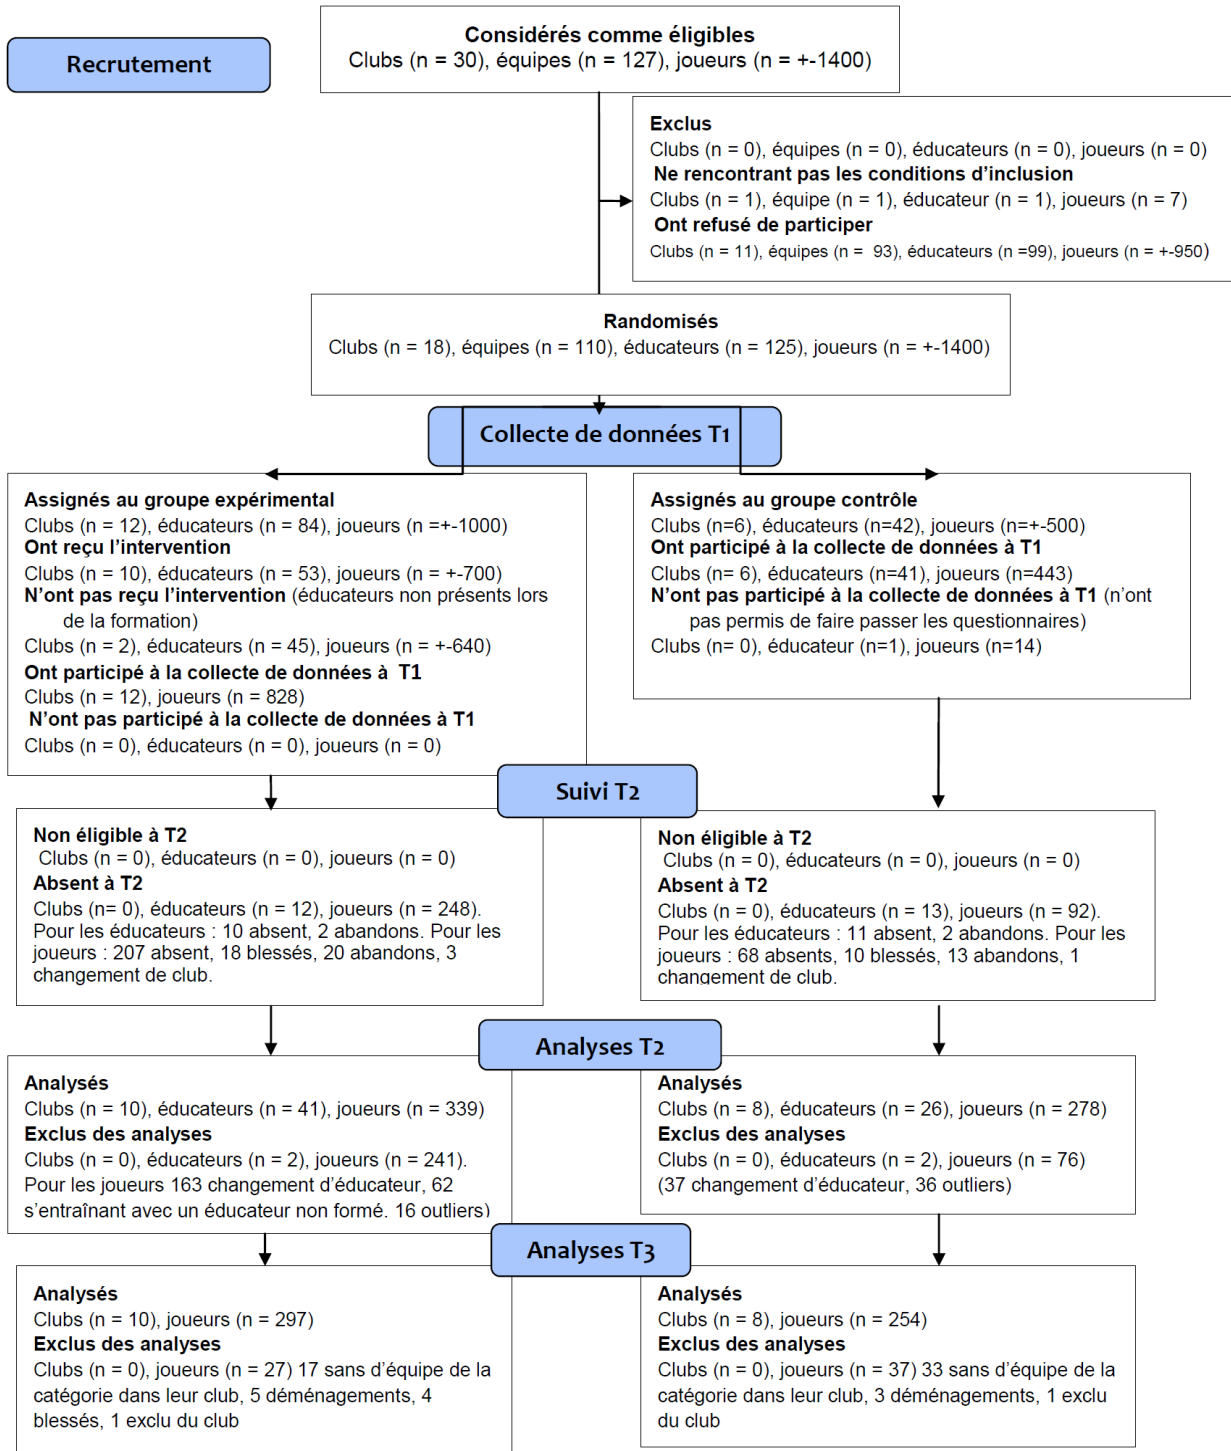 Considérés comme éligibles
Clubs (n = 30), équipes (n = 127), joueurs (n = +-1400)
Recrutement
Exclus
Clubs (n = 0), équipes (n = 0), éducateurs (n = 0), joueurs (n = 0)
Ne rencontrant pas les conditions d'inclusion
Clubs (n = 1), équipe (n = 1), éducateur (n = 1), joueurs (n = 7)
Ont refusé de participer
Clubs (n = 11), équipes (n = 93), éducateurs (n =99), joueurs (n = +-950)
Randomisés
Clubs (n = 18), équipes (n = 110), éducateurs (n = 125), joueurs (n = +-1400)
Collecte de données T1
Assignés au groupe expérimental
Clubs (n = 12), éducateurs (n = 84), joueurs (n =+-1000)
Ont reçu l'intervention
Clubs (n = 10), éducateurs (n = 53), joueurs (n = +-700)
N'ont pas reçu l'intervention (éducateurs non présents lors
de la formation)
Clubs (n = 2), éducateurs (n = 45), joueurs (n = +-640)
Ont participé à la collecte de données à T1
Clubs (n = 12), joueurs (n = 828)
N'ont pas participé à la collecte de données à T1
Clubs (n = 0), éducateurs (n = 0), joueurs (n = 0)
Assignés au groupe contrôle
Clubs (n=6), éducateurs (n=42), joueurs (n=+-500)
Ont participé à la collecte de données à T1
Clubs (n= 6), éducateurs (n=41), joueurs (n=443)
N'ont pas participé à la collecte de données à T1 (n'ont
pas permis de faire passer les questionnaires)
Clubs (n= 0), éducateur (n=1), joueurs (n=14)
Suivi T2
Non éligible à T2
Clubs (n = 0), éducateurs (n = 0), joueurs (n = 0)
Absent à T2
Clubs (n= 0), éducateurs (n = 12), joueurs (n = 248).
Pour les éducateurs : 10 absent, 2 abandons. Pour les
joueurs : 207 absent, 18 blessés, 20 abandons, 3
changement de club.
Non éligible à T2
Clubs (n = 0), éducateurs (n = 0), joueurs (n = 0)
Absent à T2
Clubs (n = 0), éducateurs (n = 13), joueurs (n = 92).
Pour les éducateurs : 11 absent, 2 abandons. Pour les
joueurs : 68 absents, 10 blessés, 13 abandons, 1
changement de club.
Analyses T2
Analysés
Clubs (n = 10), éducateurs (n = 41), joueurs (n = 339)
Exclus des analyses
Clubs (n = 0), éducateurs (n = 2), joueurs (n = 241).
Pour les joueurs 163 changement d'éducateur, 62
s'entraînant avec un éducateur non formé. 16 outliers)
Analysés
Clubs (n = 8), éducateurs (n = 26), joueurs (n = 278)
Exclus des analyses
Clubs (n = 0), éducateurs (n = 2), joueurs (n = 76)
(37 changement d'éducateur, 36 outliers)
Analyses T3
Analysés
Clubs (n = 10), joueurs (n = 297)
Exclus des analyses
Clubs (n = 0), joueurs (n = 27) 17 sans d'équipe de la
catégorie dans leur club, 5 déménagements, 4
blessés, 1 exclu du club
Analysés
Clubs (n = 8), joueurs (n = 254)
Exclus des analyses
Clubs (n = 0), joueurs (n = 37) 33 sans d'équipe de la
catégorie dans leur club, 3 déménagements, 1 exclu
du club